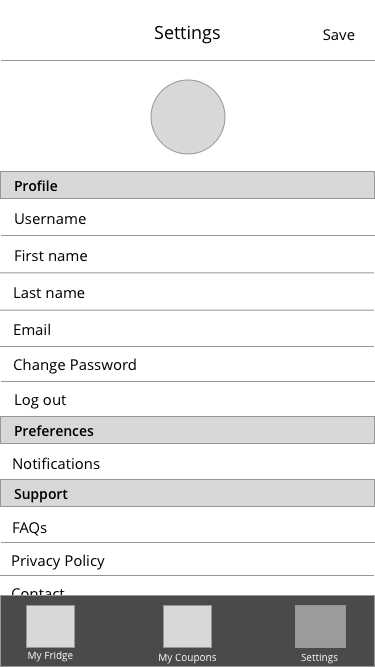 Settings
Save
Profile
Username
First name
Last name
Email
Change Password
Log out
Preferences
Notifications
Support
FAQs
Privacy Policy
Contact
My Fridge
My Coupons
Settings